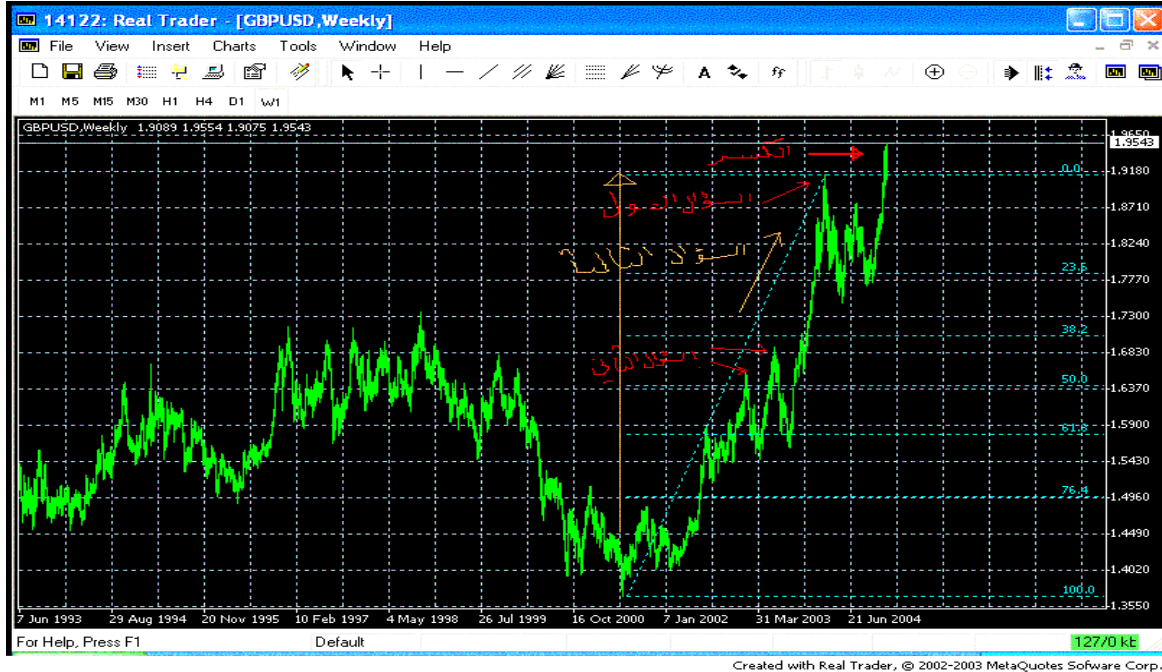 14122: Real Trader - [GBPUSD,Weekly]
File View Insert Charts Tools Window Help
M1 M5 M15 M30 H1 H4 D1 W1
GBPUSD,Weekly 1.9089 1.9554 1.9075 1.9543
1.9650
1.9543
الكسر
0.0
1.9180
السؤال الاول
1.8710
السؤال الثالث
1.8240
23.6
1.7770
1.7300
38.2
1.6830
السؤال الثاني
50.0
1.6370
1.5900
61.8
1.5430
76.4
1.4960
1.4490
1.4020
100.0
1.3550
7 Jun 1993 29 Aug 1994 20 Nov 1995 10 Feb 1997 4 May 1998 26 Jul 1999 16 Oct 2000 7 Jan 2002 31 Mar 2003 21 Jun 2004
For Help, Press F1 Default 1277/0 kb
Created with Real Trader, © 2002-2003 MetaQuotes Software Corp.